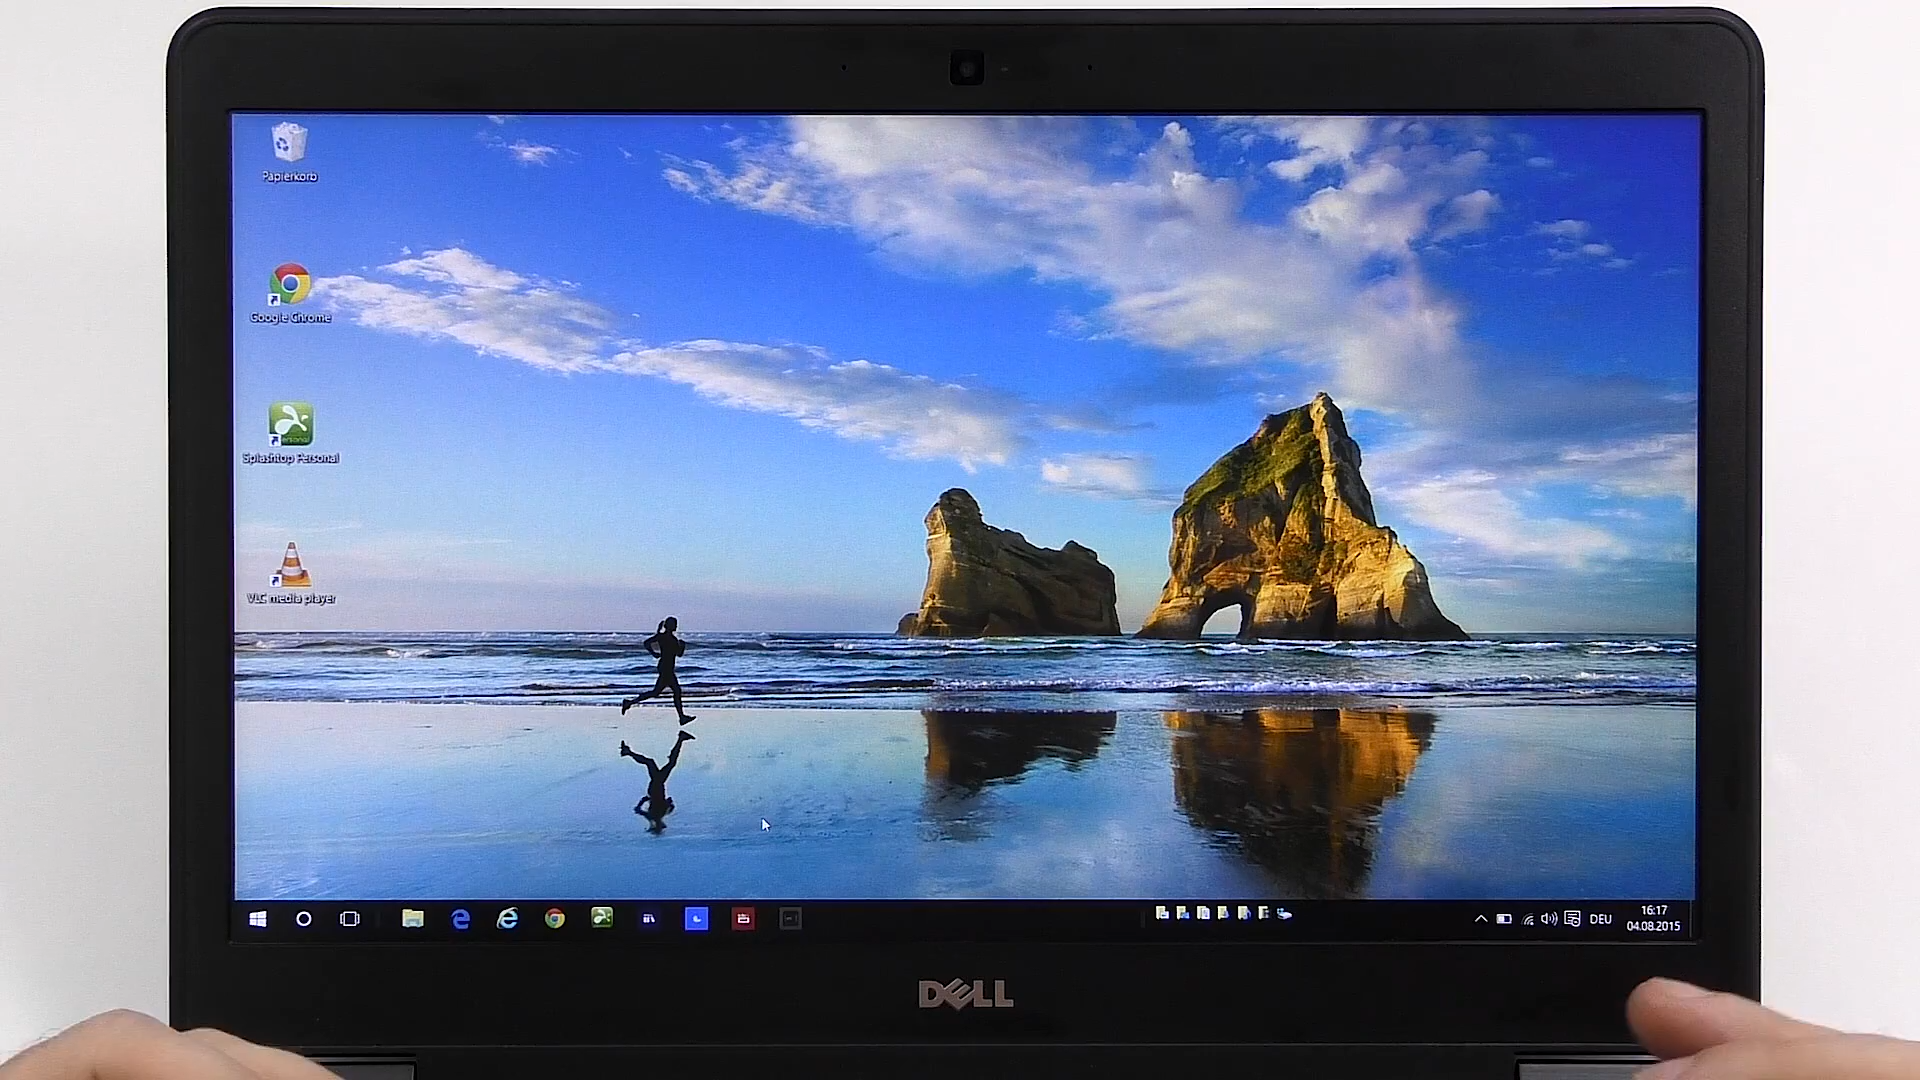 Papierkorb
Google Chrome
Splashtop Personal
VLC media player
DEU
16:17
04.08.2015
DELL